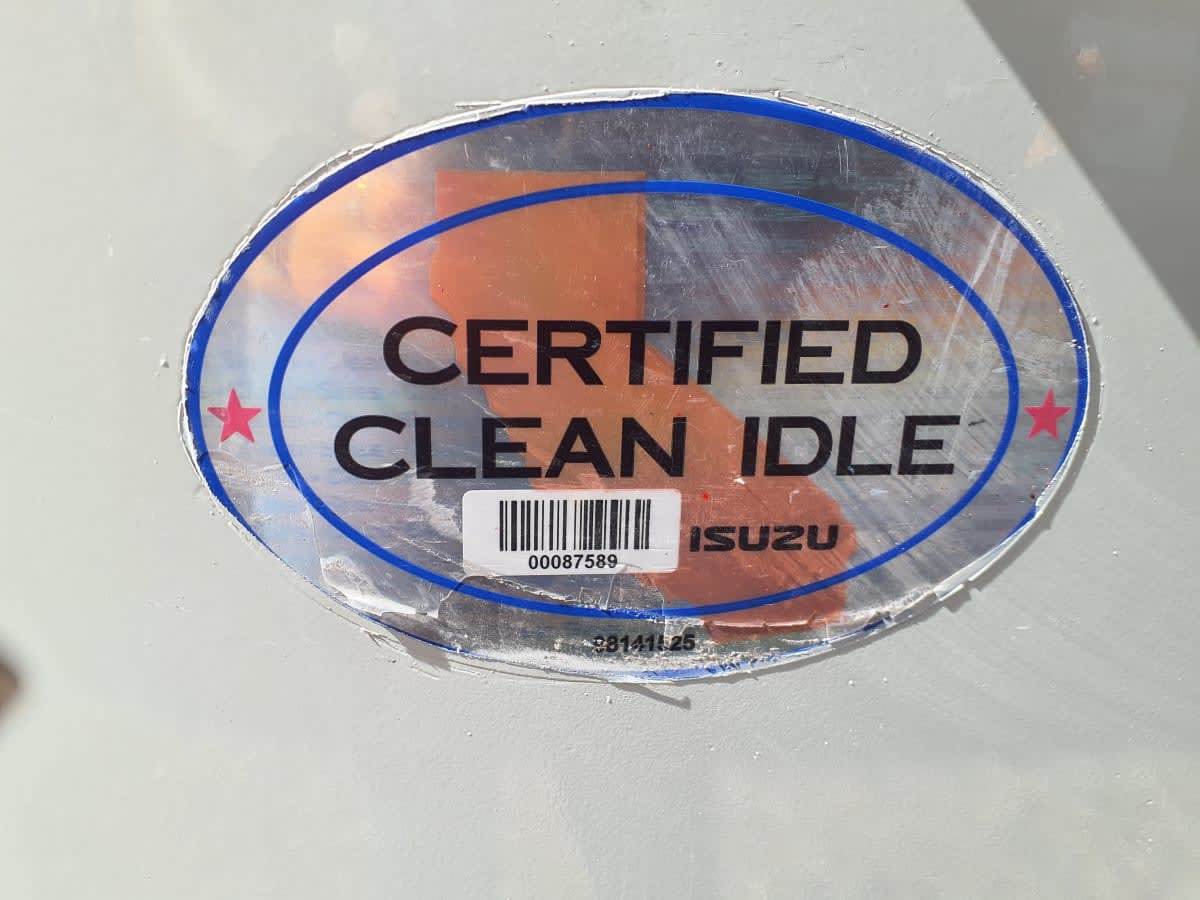 CERTIFIED
CLEAN IDLE
ISUZU
00087589